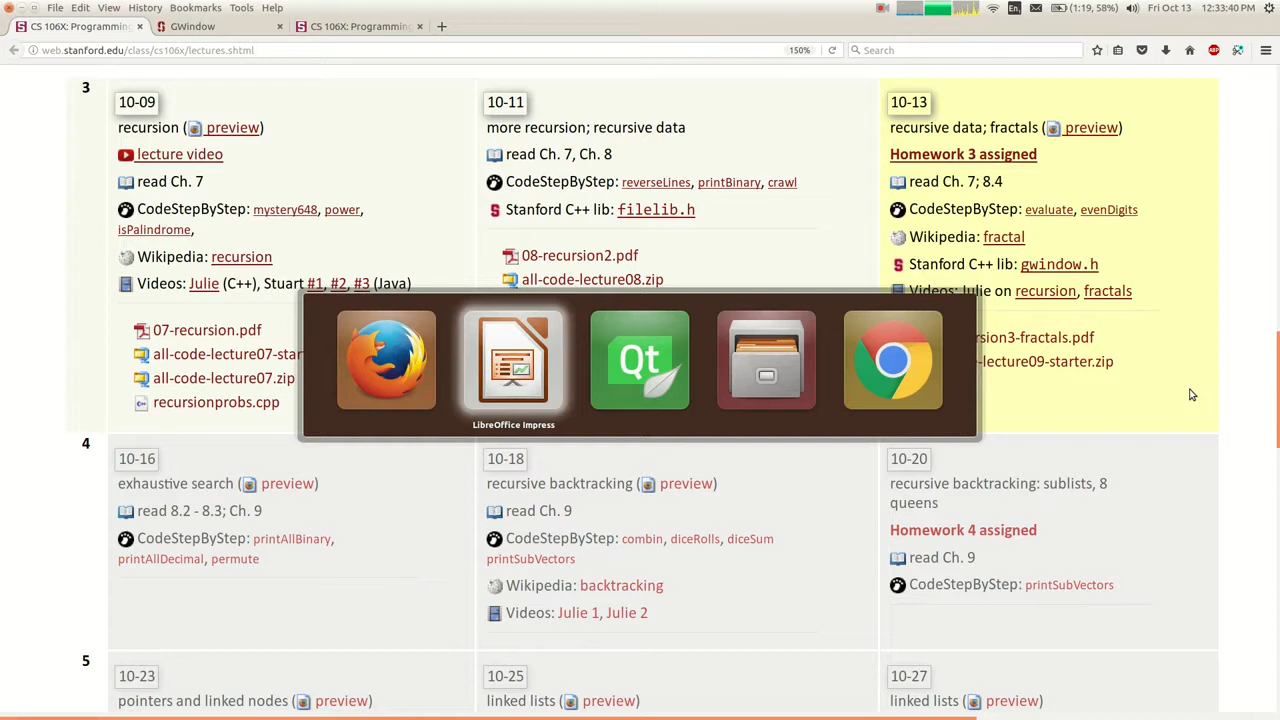 File Edit View History Bookmarks Tools Help
En
(1:19, 58%)
Fri Oct 13
12:33:40 PM
CS 106X: Programming ×
GWindow ×
CS 106X: Programming ×
web.stanford.edu/class/cs106x/lectures.shtml
150%
Search
ABP
3
10-09
recursion ( preview)
lecture video
read Ch. 7
CodeStepByStep: mystery648, power,
isPalindrome,
Wikipedia: recursion
Videos: Julie (C++), Stuart #1, #2, #3 (Java)
07-recursion.pdf
all-code-lecture07-star
all-code-lecture07.zip
recursionprobs.cpp
10-11
more recursion; recursive data
read Ch. 7, Ch. 8
CodeStepByStep: reverseLines, printBinary, crawl
Stanford C++ lib: filelib.h
08-recursion2.pdf
all-code-lecture08.zip
10-13
recursive data; fractals ( preview)
Homework 3 assigned
read Ch. 7; 8.4
CodeStepByStep: evaluate, evenDigits
Wikipedia: fractal
Stanford C++ lib: gwindow.h
Videos: Julie on recursion, fractals
rsion3-fractals.pdf
-lecture09-starter.zip
Qt
LibreOffice Impress
4
10-16
exhaustive search ( preview)
read 8.2 - 8.3; Ch. 9
CodeStepByStep: printAllBinary,
printAllDecimal, permute
10-18
recursive backtracking ( preview)
read Ch. 9
CodeStepByStep: combin, diceRolls, diceSum
printSubVectors
Wikipedia: backtracking
Videos: Julie 1, Julie 2
10-20
recursive backtracking: sublists, 8
queens
Homework 4 assigned
read Ch. 9
CodeStepByStep: printSubVectors
5
10-23
pointers and linked nodes ( preview)
10-25
linked lists ( preview)
10-27
linked lists ( preview)